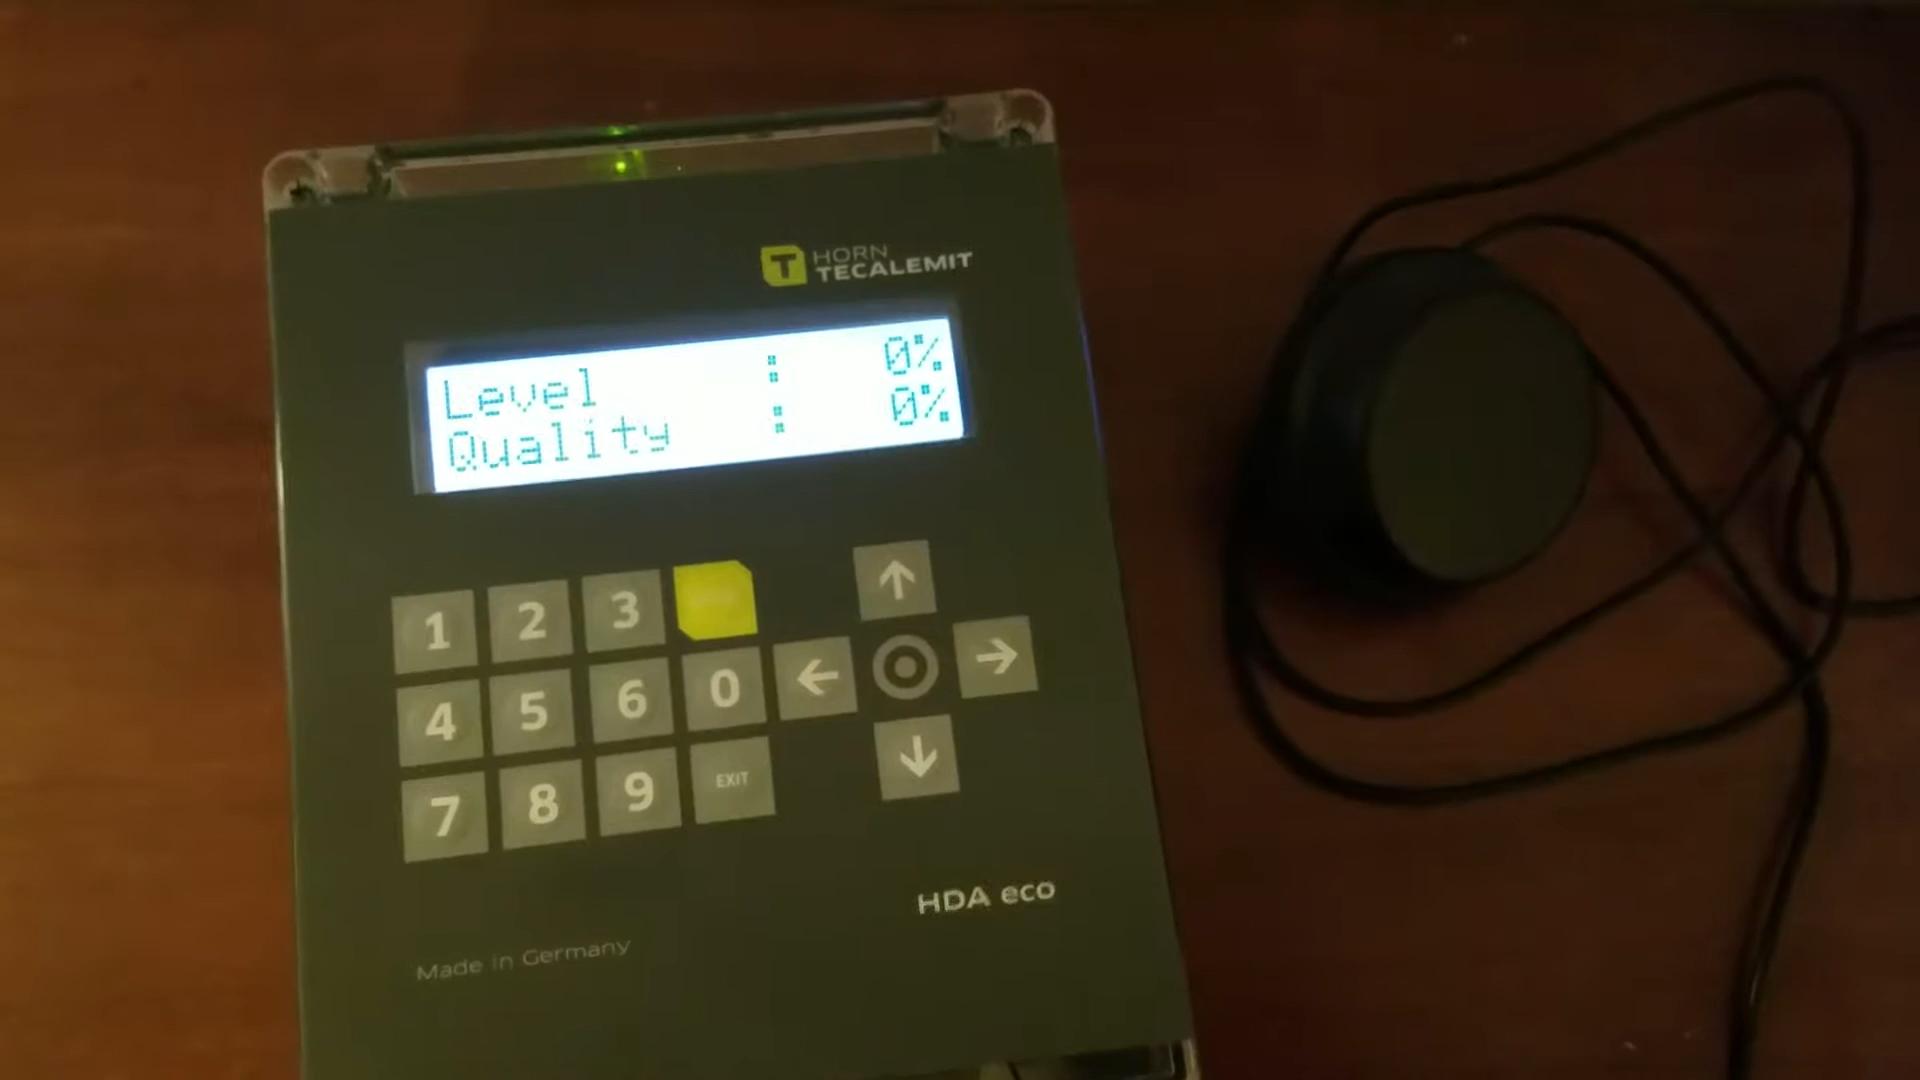 HORN
TECALEMIT
Level : 0%
Quality : 0%
1 2 3
4 5 6 0 ← →
7 8 9 EXIT
↑
↓
HDA eco
Made in Germany